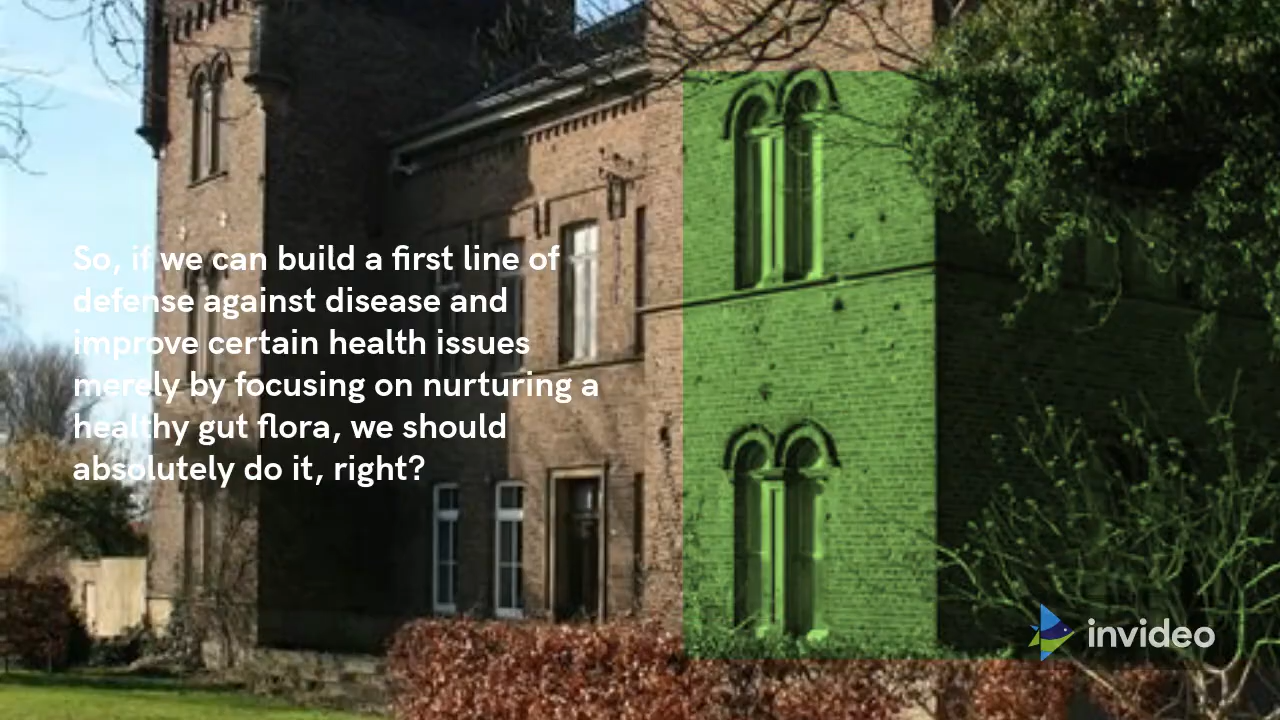 So, if we can build a first line of
defense against disease and
improve certain health issues
merely by focusing on nurturing a
healthy gut flora, we should
absolutely do it, right?
invideo